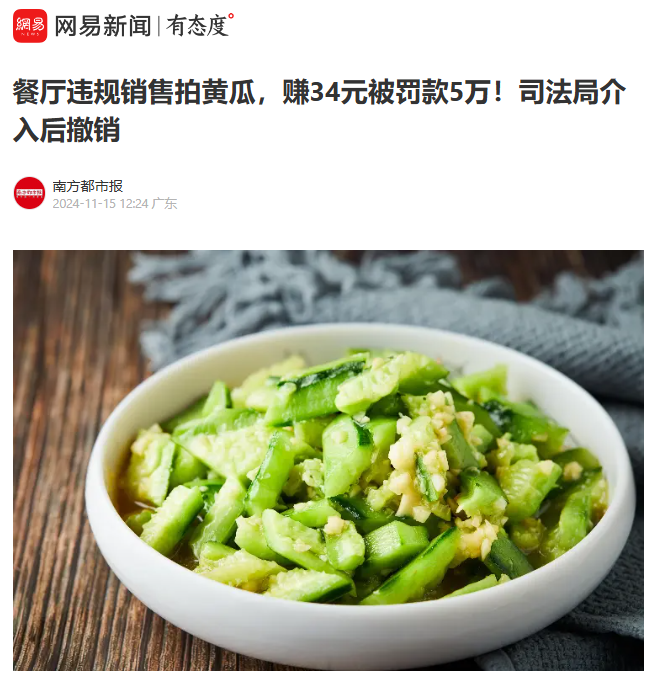 網易
NEWS
网易新闻 | 有态度°
餐厅违规销售拍黄瓜，赚34元被罚款5万！司法局介
入后撤销
南方都市报
2024-11-15 12:24 广东